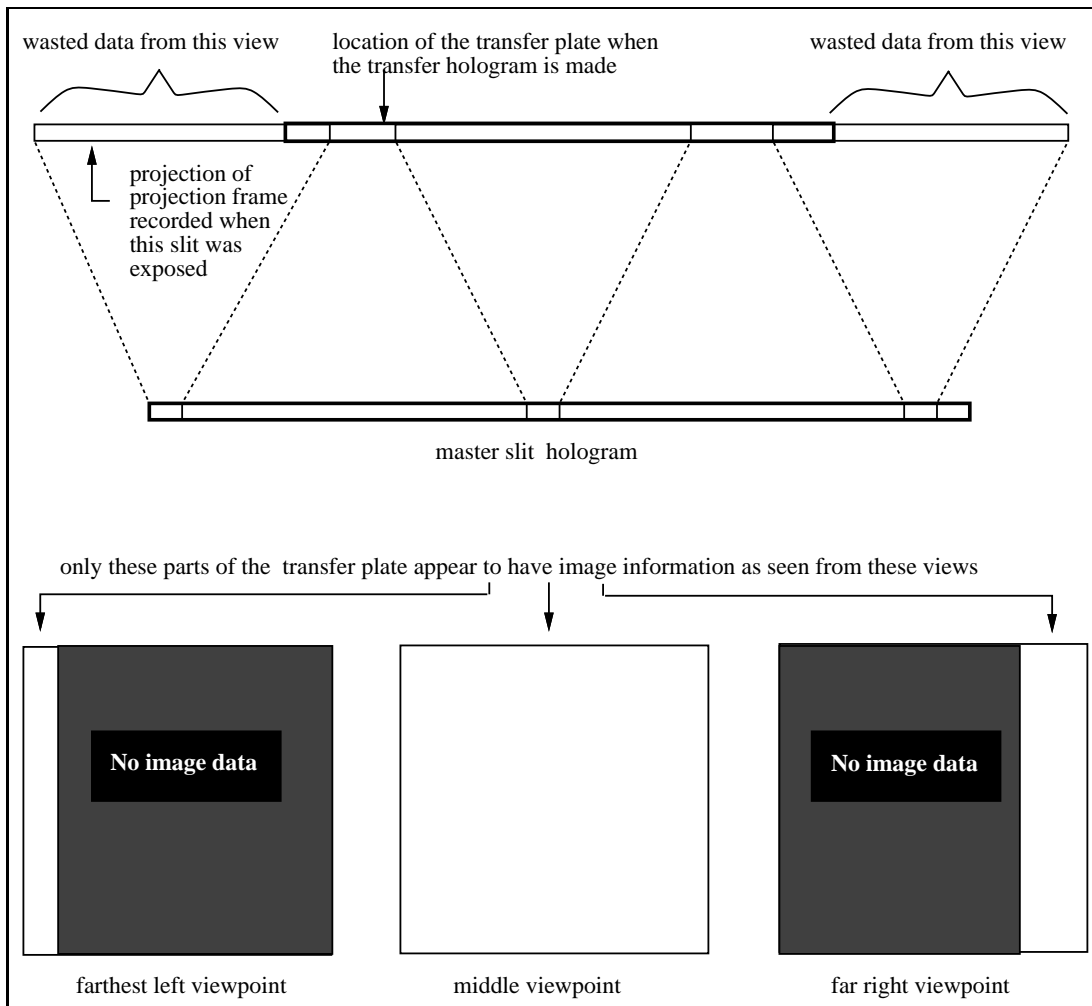 wasted data from this view
location of the transfer plate when
the transfer hologram is made
wasted data from this view
projection of
projection frame
recorded when
this slit was
exposed
master slit hologram
only these parts of the transfer plate appear to have image information as seen from these views
No image data
No image data
farthest left viewpoint
middle viewpoint
far right viewpoint